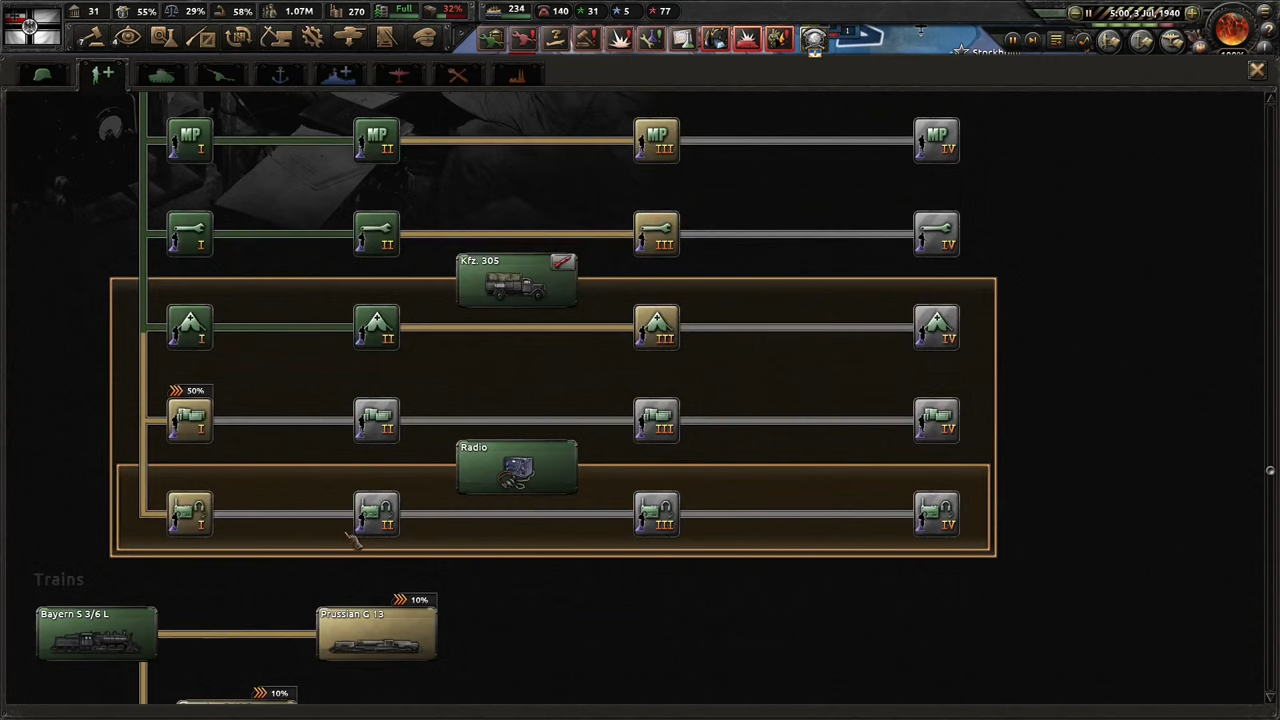 31 55% 29% 58% 1.07M 270 Full 32% 234 140 31 5 77
5:00, 3 Jul, 1940
1
MP I MP II MP III MP IV
I II III IV
Kfz. 305
I II III IV
50%
I II III IV
Radio
I II III IV
Trains
10%
Bayern S 3/6 L Prussian G 13
10%